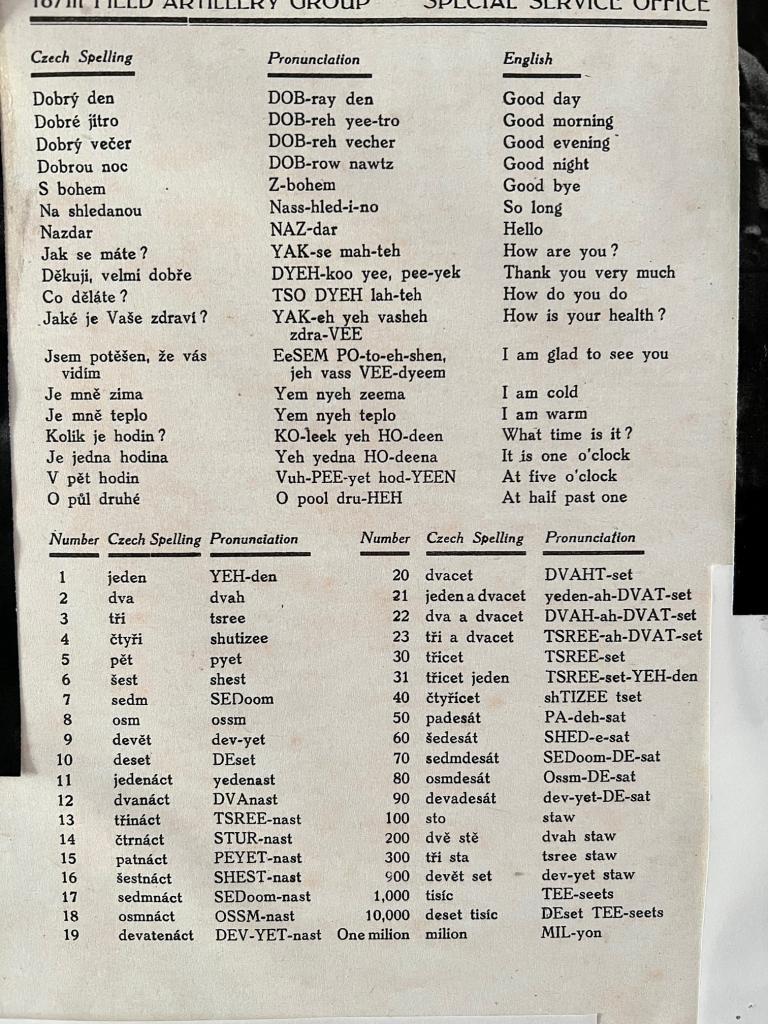 FIELD ARTILLERY GROUP SPECIAL SERVICE OFFICE
Czech Spelling Pronunciation English
Dobrý den DOB-ray den Good day
Dobré jítro DOB-reh yee-tro Good morning
Dobrý večer DOB-reh vecher Good evening
Dobrou noc DOB-row nawtz Good night
S bohem Z-bohem Good bye
Na shledanou Nass-hled-i-no So long
Nazdar NAZ-dar Hello
Jak se máte? YAK-se mah-teh How are you?
Děkuji, velmi dobře DYEH-koo yee, pee-yek Thank you very much
Co děláte? TSO DYEH lah-teh How do you do
Jaké je Vaše zdraví? YAK-eh yeh vasheh How is your health?
zdra-VEE
Jsem potěšen, že vás EeSEM PO-to-eh-shen, I am glad to see you
vidím jeh vass VEE-dyeem
Je mně zima Yem nyeh zeema I am cold
Je mně teplo Yem nyeh teplo I am warm
Kolik je hodin? KO-leek yeh HO-deen What time is it?
Je jedna hodina Yeh yedna HO-deena It is one o'clock
V pět hodin Vuh-PEE-yet hod-YEEN At five o'clock
O půl druhé O pool dru-HEH At half past one
Number Czech Spelling Pronunciation Number Czech Spelling Pronunciation
1 jeden YEH-den 20 dvacet DVAHT-set
2 dva dvah 21 jeden a dvacet yeden-ah-DVAT-set
3 tři tsree 22 dva a dvacet DVAH-ah-DVAT-set
4 čtyři shutizee 23 tři a dvacet TSREE-ah-DVAT-set
5 pět pyet 30 třicet TSREE-set
6 šest shest 31 třicet jeden TSREE-set-YEH-den
7 sedm SEDoom 40 čtyřicet shTIZEE tset
8 osm ossm 50 padesát PA-deh-sat
9 devět dev-yet 60 šedesát SHED-e-sat
10 deset DEset 70 sedmdesát SEDoom-DE-sat
11 jedenáct yedenast 80 osmdesát Ossm-DE-sat
12 dvanáct DVAnast 90 devadesát dev-yet-DE-sat
13 třináct TSREE-nast 100 sto staw
14 čtrnáct STUR-nast 200 dvě stě dvah staw
15 patnáct PEYET-nast 300 tři sta tsree staw
16 šestnáct SHEST-nast 900 devět set dev-yet staw
17 sedmnáct SEDoom-nast 1,000 tisíc TEE-seets
18 osmnáct OSSM-nast 10,000 deset tisíc DEset TEE-seets
19 devatenáct DEV-YET-nast One milion milion MIL-yon